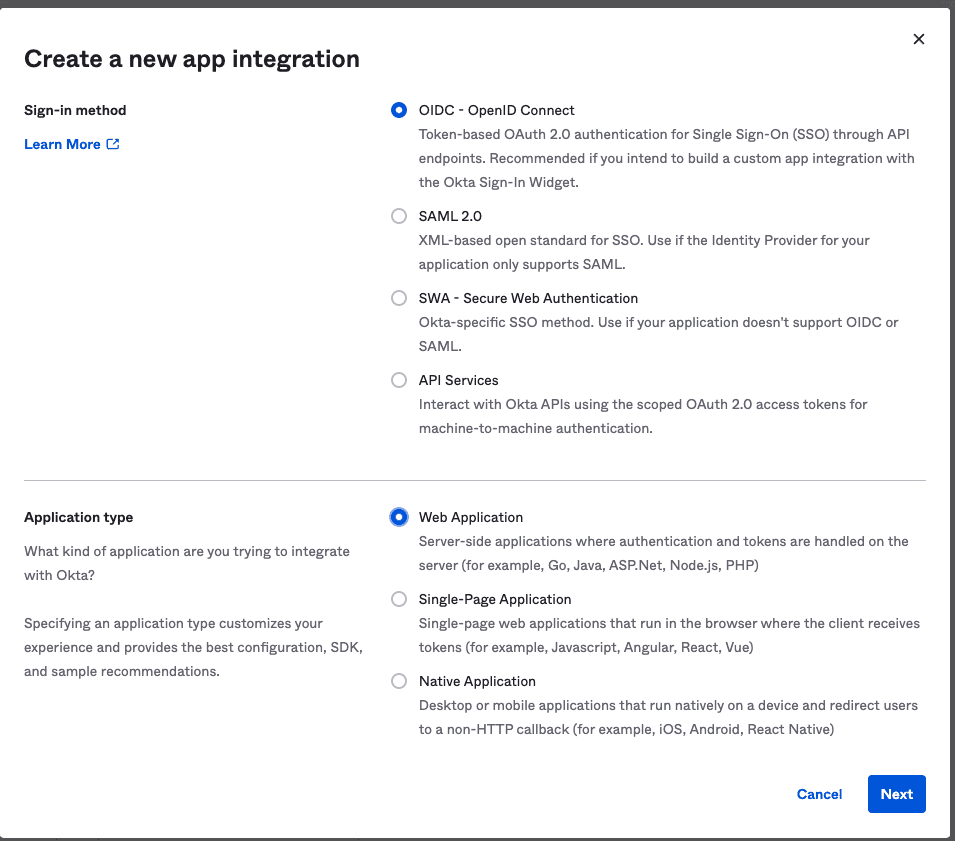 Create a new app integration
Sign-in method
Learn More
OIDC - OpenID Connect
Token-based OAuth 2.0 authentication for Single Sign-On (SSO) through API
endpoints. Recommended if you intend to build a custom app integration with
the Okta Sign-In Widget.
SAML 2.0
XML-based open standard for SSO. Use if the Identity Provider for your
application only supports SAML.
SWA - Secure Web Authentication
Okta-specific SSO method. Use if your application doesn't support OIDC or
SAML.
API Services
Interact with Okta APIs using the scoped OAuth 2.0 access tokens for
machine-to-machine authentication.
Application type
What kind of application are you trying to integrate
with Okta?
Specifying an application type customizes your
experience and provides the best configuration, SDK,
and sample recommendations.
Web Application
Server-side applications where authentication and tokens are handled on the
server (for example, Go, Java, ASP.Net, Node.js, PHP)
Single-Page Application
Single-page web applications that run in the browser where the client receives
tokens (for example, Javascript, Angular, React, Vue)
Native Application
Desktop or mobile applications that run natively on a device and redirect users
to a non-HTTP callback (for example, iOS, Android, React Native)
Cancel
Next